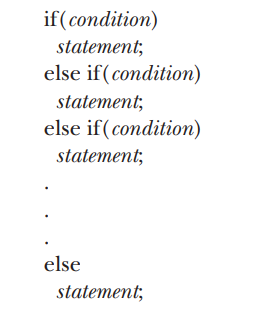 if(condition)
statement;
else if(condition)
statement;
else if(condition)
statement;
.
.
.
else
statement;